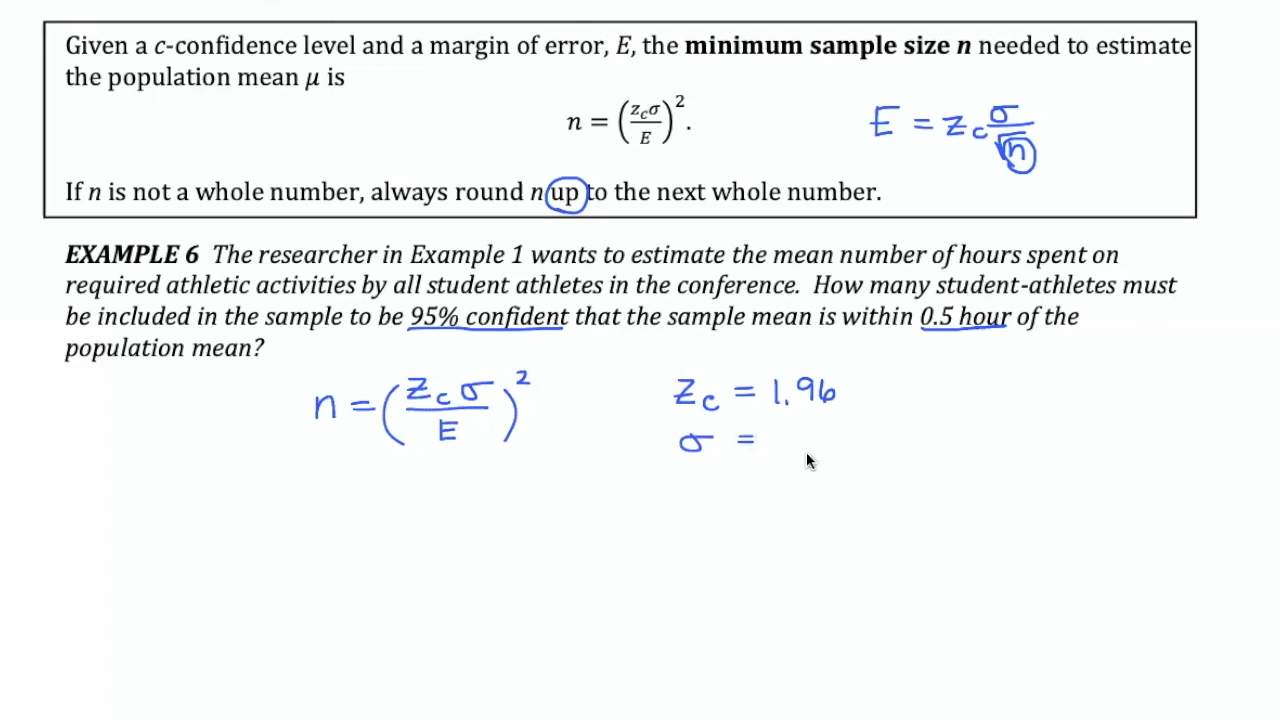 Given a c-confidence level and a margin of error, E, the minimum sample size n needed to estimate
the population mean μ is
n = (z_cσ/E)².
E = z_c σ/√n
If n is not a whole number, always round n up to the next whole number.
EXAMPLE 6 The researcher in Example 1 wants to estimate the mean number of hours spent on
required athletic activities by all student athletes in the conference. How many student-athletes must
be included in the sample to be 95% confident that the sample mean is within 0.5 hour of the
population mean?
n = (z_c σ/E)²
z_c = 1.96
σ =